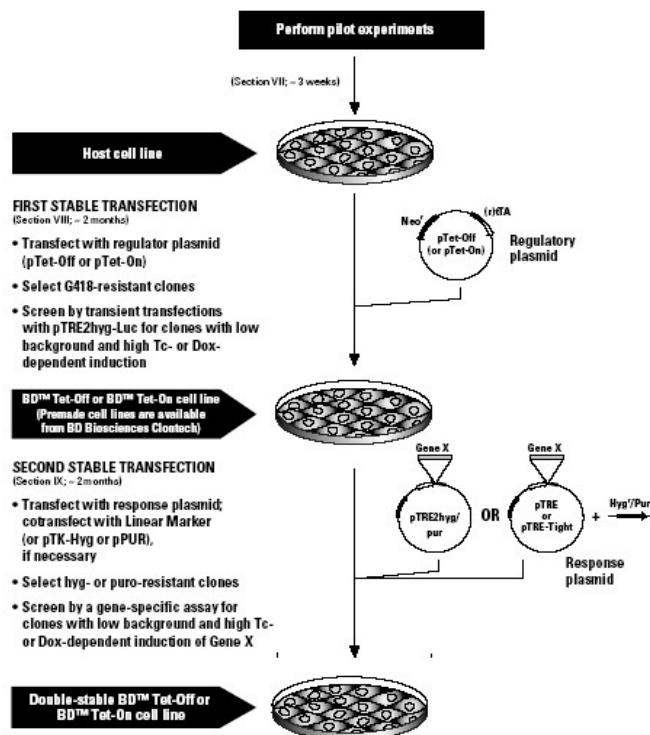 Perform pilot experiments
(Section VII; ~ 3 weeks)
Host cell line
FIRST STABLE TRANSFECTION
(Section VIII; ~ 2 months)
• Transfect with regulator plasmid
(pTet-Off or pTet-On)
• Select G418-resistant clones
• Screen by transient transfections
with pTRE2hyg-Luc for clones with low
background and high Tc- or Dox-
dependent induction
Neoʳ
(r)tTA
pTet-Off
(or pTet-On)
Regulatory
plasmid
BD™ Tet-Off or BD™ Tet-On cell line
(Premade cell lines are available
from BD Biosciences Clontech)
SECOND STABLE TRANSFECTION
(Section IX; ~ 2 months)
• Transfect with response plasmid;
cotransfect with Linear Marker
(or pTK-Hyg or pPUR),
if necessary
• Select hyg- or puro-resistant clones
• Screen by a gene-specific assay for
clones with low background and high Tc-
or Dox-dependent induction of Gene X
Gene X
pTRE2hyg/
pur
OR
Gene X
pTRE
or
pTRE-Tight
+
Hygʳ/Pur
Response
plasmid
Double-stable BD™ Tet-Off or
BD™ Tet-On cell line